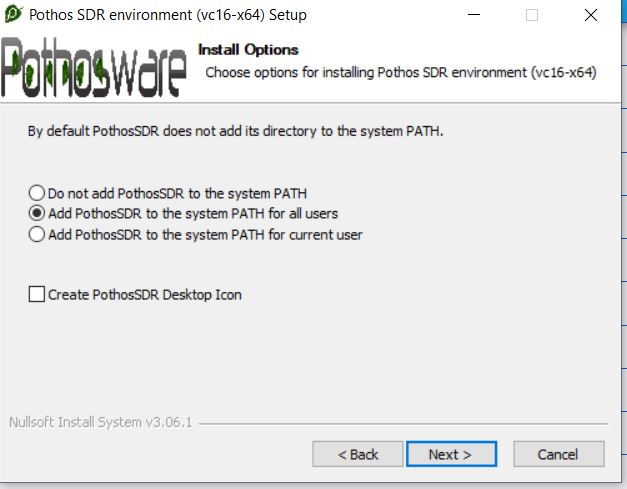 Pothos SDR environment (vc16-x64) Setup
Pothosware
Install Options
Choose options for installing Pothos SDR environment (vc16-x64)
By default PothosSDR does not add its directory to the system PATH.
Do not add PothosSDR to the system PATH
Add PothosSDR to the system PATH for all users
Add PothosSDR to the system PATH for current user
Create PothosSDR Desktop Icon
Nullsoft Install System v3.06.1
< Back Next > Cancel